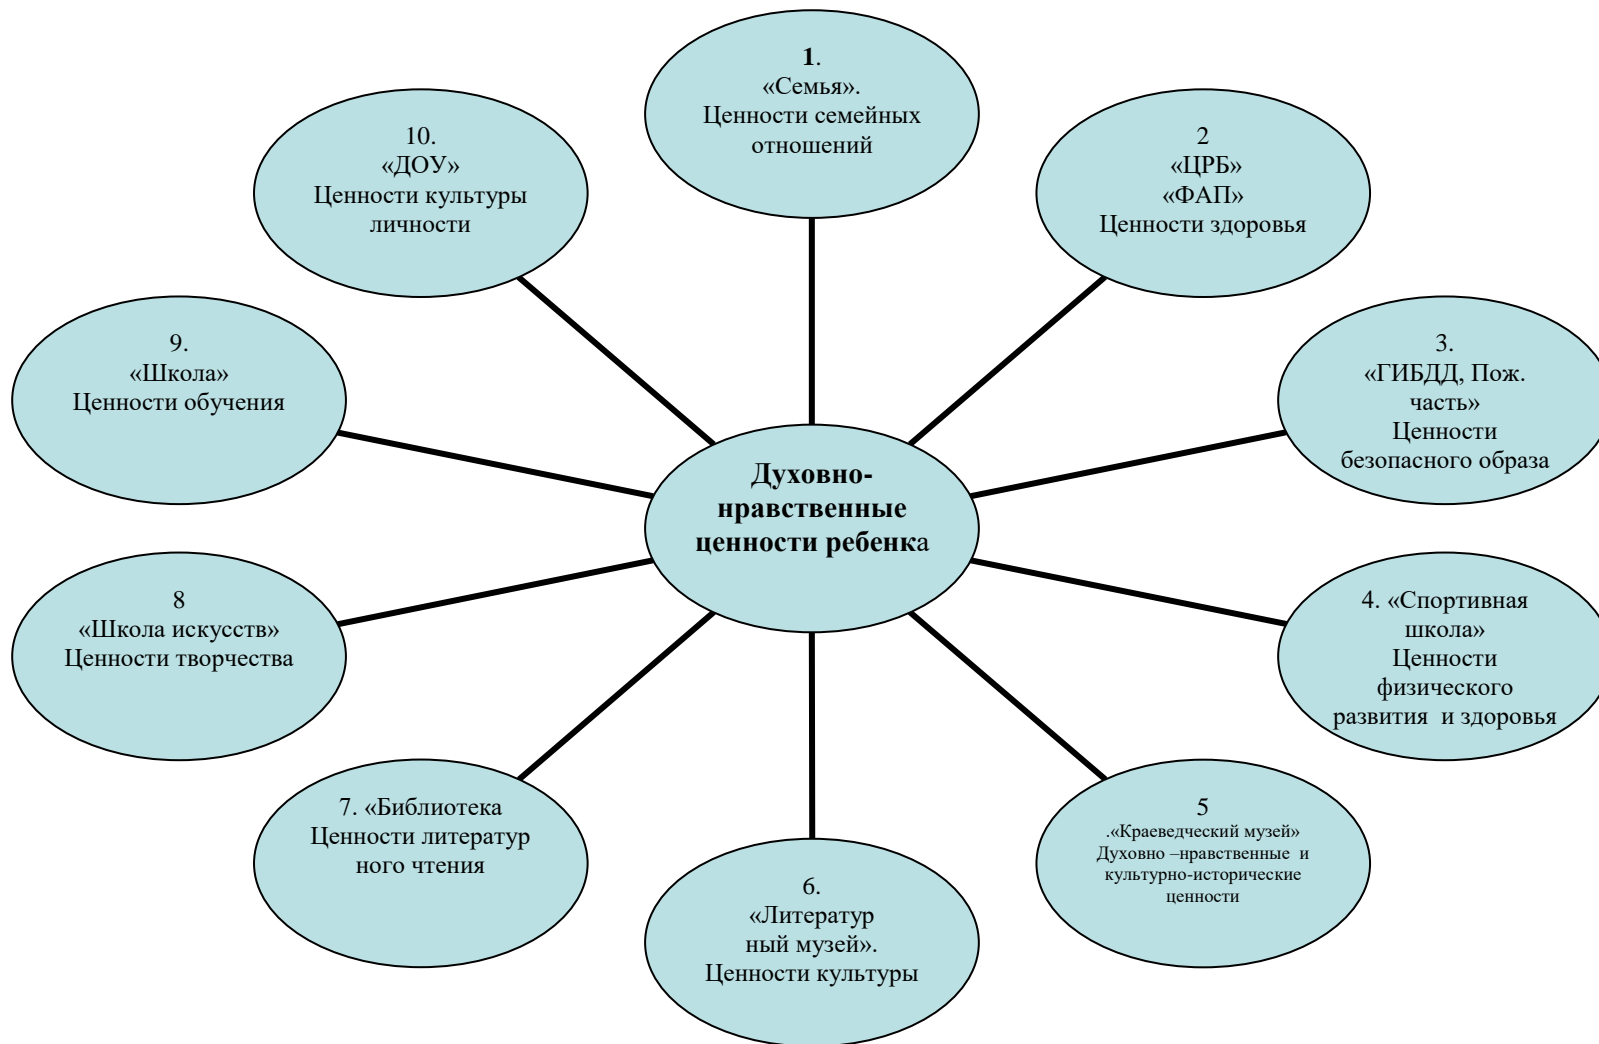 1.
«Семья».
Ценности семейных
отношений
2
«ЦРБ»
«ФАП»
Ценности здоровья
3.
«ГИБДД, Пож.
часть»
Ценности
безопасного образа
4. «Спортивная
школа»
Ценности
физического
развития и здоровья
5
.«Краеведческий музей»
Духовно –нравственные и
культурно-исторические
ценности
6.
«Литератур
ный музей».
Ценности культуры
7. «Библиотека
Ценности литератур
ного чтения
8
«Школа искусств»
Ценности творчества
9.
«Школа»
Ценности обучения
10.
«ДОУ»
Ценности культуры
личности
Духовно-
нравственные
ценности ребенка